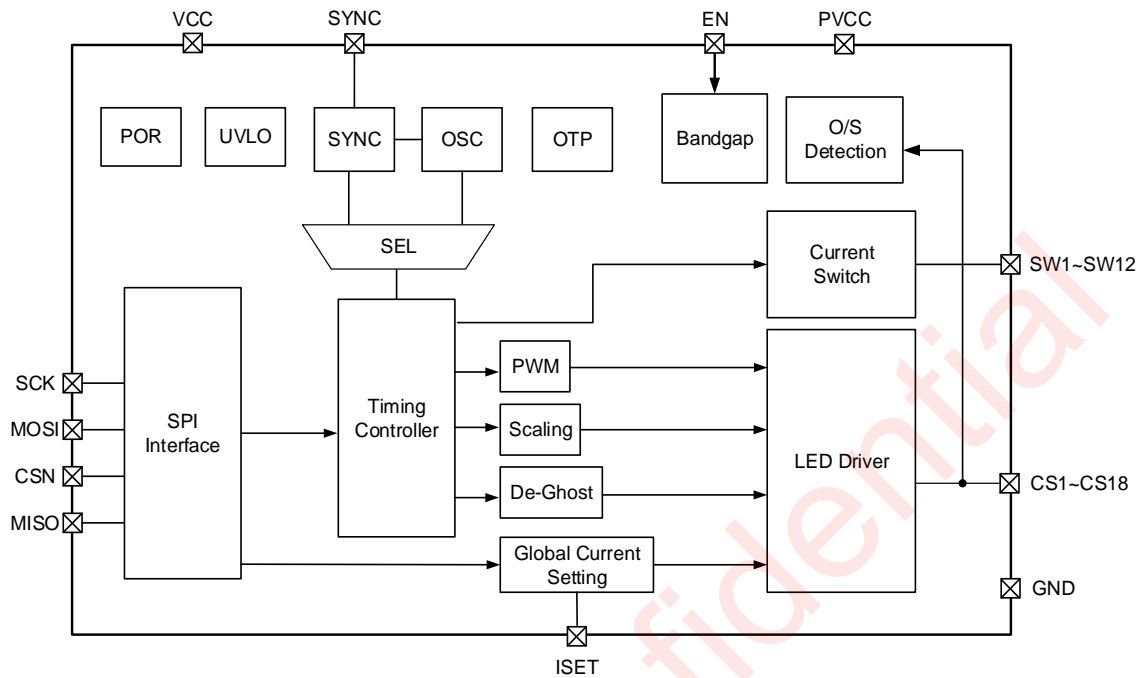 VCC
SYNC
EN
PVCC
POR
UVLO
SYNC
OSC
OTP
Bandgap
O/S
Detection
SEL
Current
Switch
SW1~SW12
SCK
MOSI
CSN
MISO
SPI
Interface
Timing
Controller
PWM
Scaling
De-Ghost
Global Current
Setting
LED Driver
CS1~CS18
GND
ISET
fidential